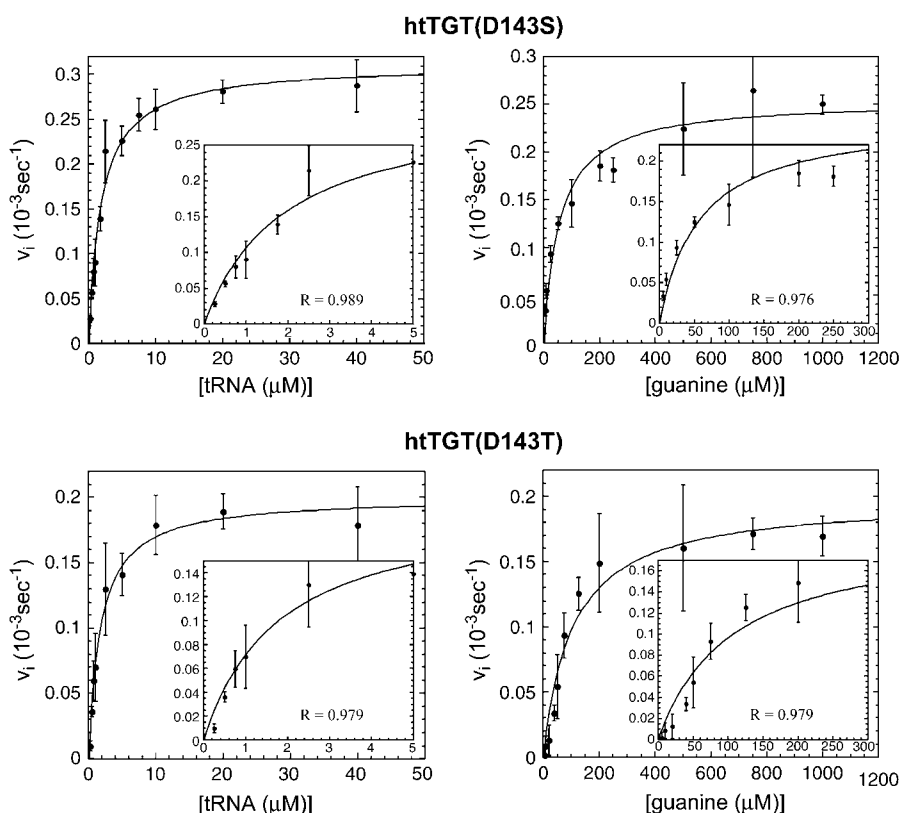 htTGT(D143S)
v_i (10^-3 sec^-1)
0.3
0.25
0.2
0.15
0.1
0.05
0
0 10 20 30 40 50
[tRNA (μM)]
0.25
0.2
0.15
0.1
0.05
0
0 1 2 3 4 5
R = 0.989
v_i (10^-3 sec^-1)
0.3
0.25
0.2
0.15
0.1
0.05
0
0 200 400 600 800 1000 1200
[guanine (μM)]
0.2
0.15
0.1
0.05
0
0 50 100 150 200 250 300
R = 0.976
htTGT(D143T)
v_i (10^-3 sec^-1)
0.2
0.15
0.1
0.05
0
0 10 20 30 40 50
[tRNA (μM)]
0.14
0.12
0.1
0.08
0.06
0.04
0.02
0
0 1 2 3 4 5
R = 0.979
v_i (10^-3 sec^-1)
0.2
0.15
0.1
0.05
0
0 200 400 600 800 1000 1200
[guanine (μM)]
0.16
0.14
0.12
0.1
0.08
0.06
0.04
0.02
0
0 50 100 150 200 250 300
R = 0.979